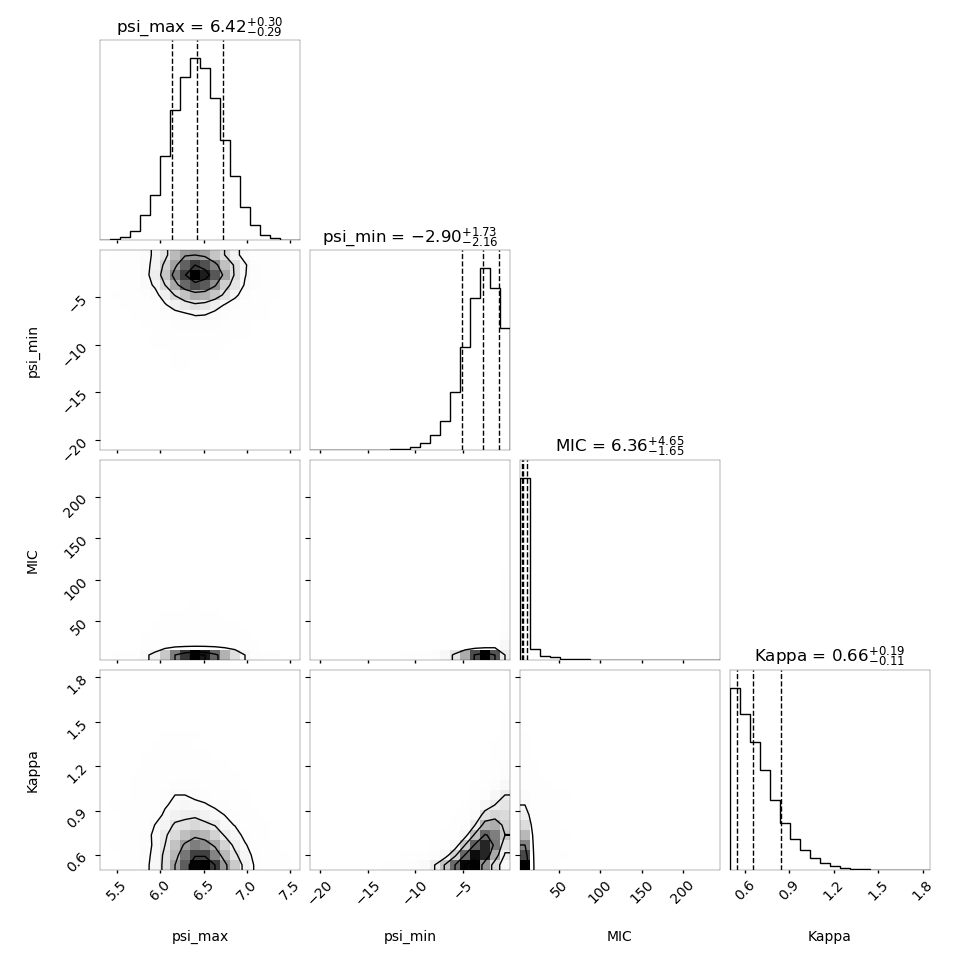 psi_max = 6.42+0.30−0.29
psi_min = −2.90+1.73−2.16
psi_min
−5
−10
−15
−20
MIC = 6.36+4.65−1.65
MIC
200
150
100
50
Kappa = 0.66+0.19−0.11
Kappa
1.8
1.5
1.2
0.9
0.6
5.5 6.0 6.5 7.0 7.5 −20 −15 −10 −5 50 100 150 200 0.6 0.9 1.2 1.5 1.8
psi_max psi_min MIC Kappa